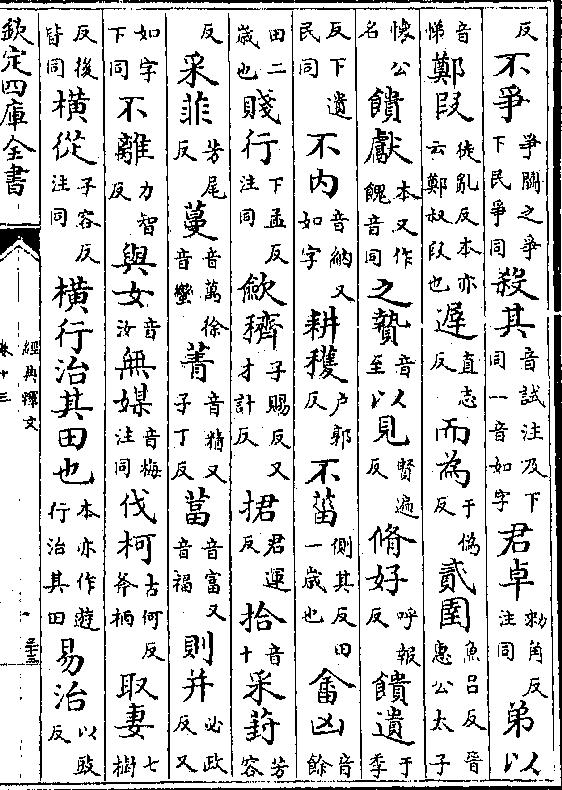 反不爭爭鬭之爭下民爭同殺其音試注及下同一音如字君卓勑角反注同弟以
音悌鄭段徒亂反本亦云鄭叔段也遲直志反而為于偽反貳圉魚呂反晉惠公太子
懷公名饋獻本又作餽音同之贄音至以見賢遍反脩好呼報反饋遺于季
反下遺民同不内音納又如字耕穫户郭反不菑側其反田一歲也畬凶音餘
田二歲也賤行下孟反注同歛穧子賜反又才計反捃君運反拾音十采葑芳容
反采菲芳尾反蔓音萬徐音蠻菁音精又子丁反葍音富又音福則并必政反又
如字下同不離力智反與女音汝無媒音梅注同伐柯古何反斧柄取妻七樹
反後皆同橫從子容反注同橫行治其田也本亦作遊行治其田易治以豉反
欽定四庫全書
經典釋文
卷十三